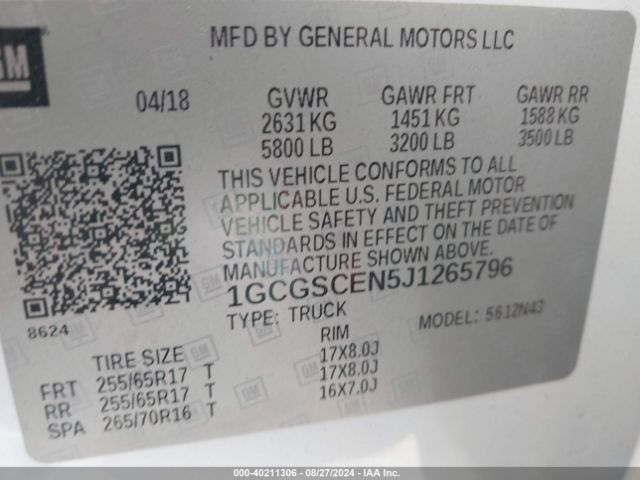 GM
MFD BY GENERAL MOTORS LLC
04/18 GVWR GAWR FRT GAWR RR
2631 KG 1451 KG 1588 KG
5800 LB 3200 LB 3500 LB
THIS VEHICLE CONFORMS TO ALL
APPLICABLE U.S. FEDERAL MOTOR
VEHICLE SAFETY AND THEFT PREVENTION
STANDARDS IN EFFECT ON THE DATE OF
MANUFACTURE SHOWN ABOVE.
1GCGSCEN5J1265796
8624 TYPE: TRUCK MODEL: 5612N43
TIRE SIZE RIM
FRT 255/65R17 T 17X8.0J
RR 255/65R17 T 17X8.0J
SPA 265/70R16 T 16X7.0J
000-40211306 - 08/27/2024 - IAA Inc.